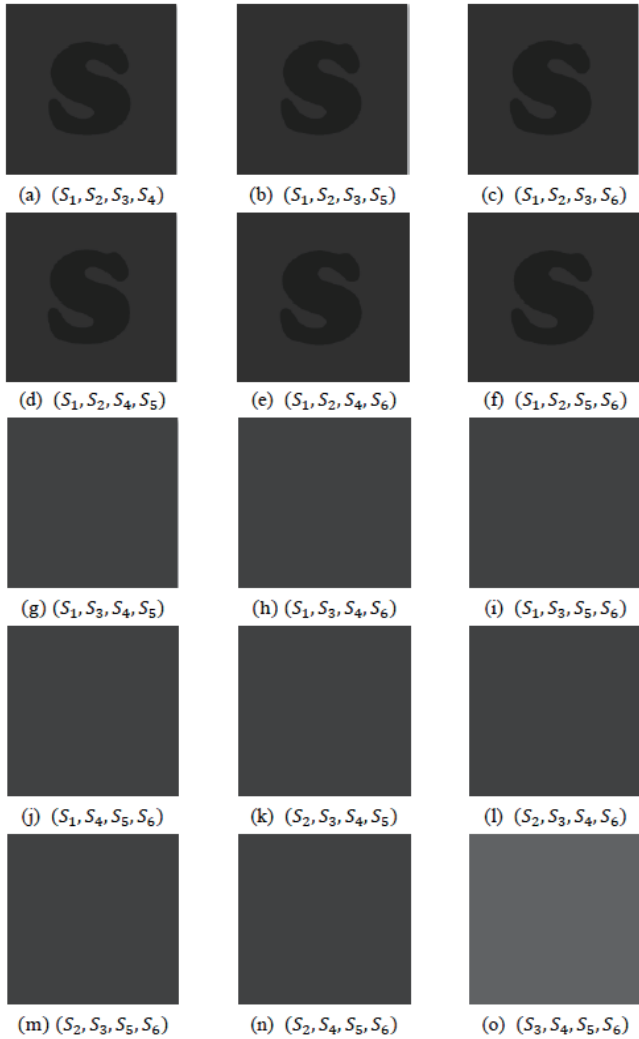 S S S
(a) (S₁, S₂, S₃, S₄) (b) (S₁, S₂, S₃, S₅) (c) (S₁, S₂, S₃, S₆)
S S S
(d) (S₁, S₂, S₄, S₅) (e) (S₁, S₂, S₄, S₆) (f) (S₁, S₂, S₅, S₆)
(g) (S₁, S₃, S₄, S₅) (h) (S₁, S₃, S₄, S₆) (i) (S₁, S₃, S₅, S₆)
(j) (S₁, S₄, S₅, S₆) (k) (S₂, S₃, S₄, S₅) (l) (S₂, S₃, S₄, S₆)
(m) (S₂, S₃, S₅, S₆) (n) (S₂, S₄, S₅, S₆) (o) (S₃, S₄, S₅, S₆)